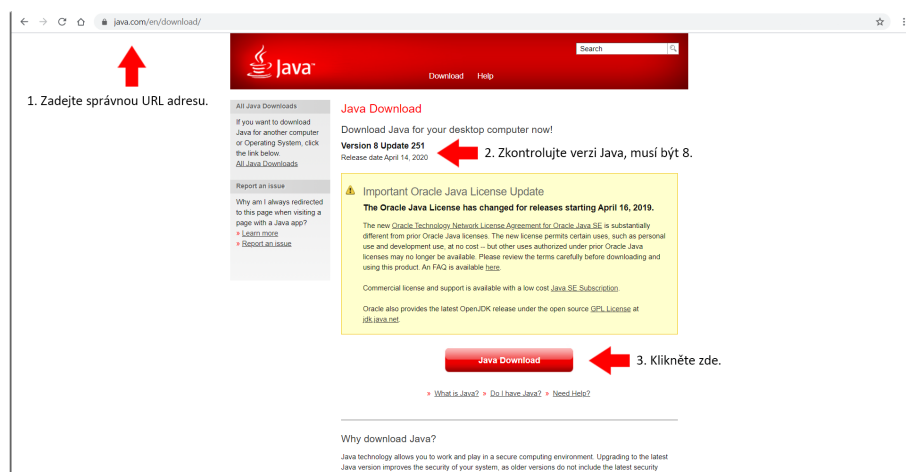 java.com/en/download/
1. Zadejte správnou URL adresu.
Java™
Search
Download Help
All Java Downloads
If you want to download
Java for another computer
or Operating System, click
the link below.
All Java Downloads
Report an issue
Why am I always redirected
to this page when visiting a
page with a Java app?
» Learn more
» Report an issue
Java Download
Download Java for your desktop computer now!
Version 8 Update 251
Release date April 14, 2020
2. Zkontrolujte verzi Java, musí být 8.
Important Oracle Java License Update
The Oracle Java License has changed for releases starting April 16, 2019.
The new Oracle Technology Network License Agreement for Oracle Java SE is substantially
different from prior Oracle Java licenses. The new license permits certain uses, such as personal
use and development use, at no cost -- but other uses authorized under prior Oracle Java
licenses may no longer be available. Please review the terms carefully before downloading and
using this product. An FAQ is available here.
Commercial license and support is available with a low cost Java SE Subscription.
Oracle also provides the latest OpenJDK release under the open source GPL License at
jdk.java.net.
Java Download
3. Klikněte zde.
» What is Java? » Do I have Java? » Need Help?
Why download Java?
Java technology allows you to work and play in a secure computing environment. Upgrading to the latest
Java version improves the security of your system, as older versions do not include the latest security